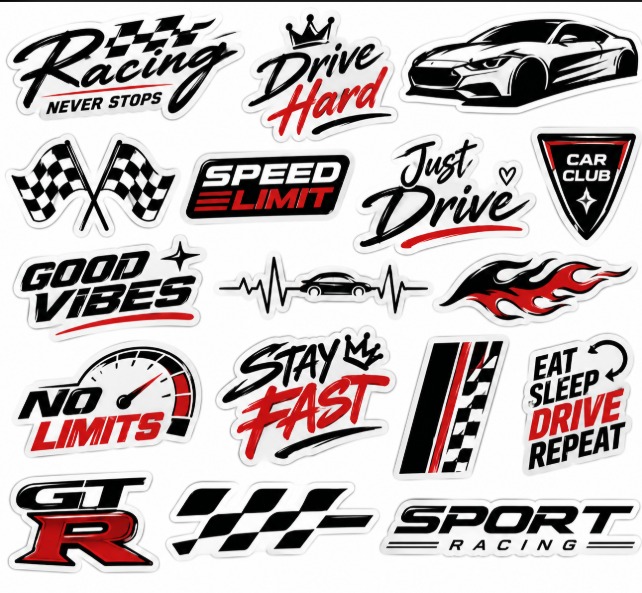 Racing
NEVER STOPS
Drive
Hard
SPEED
LIMIT
Just
Drive
CAR
CLUB
GOOD
VIBES
NO
LIMITS
STAY
FAST
EAT
SLEEP
DRIVE
REPEAT
GT
R
SPORT
RACING